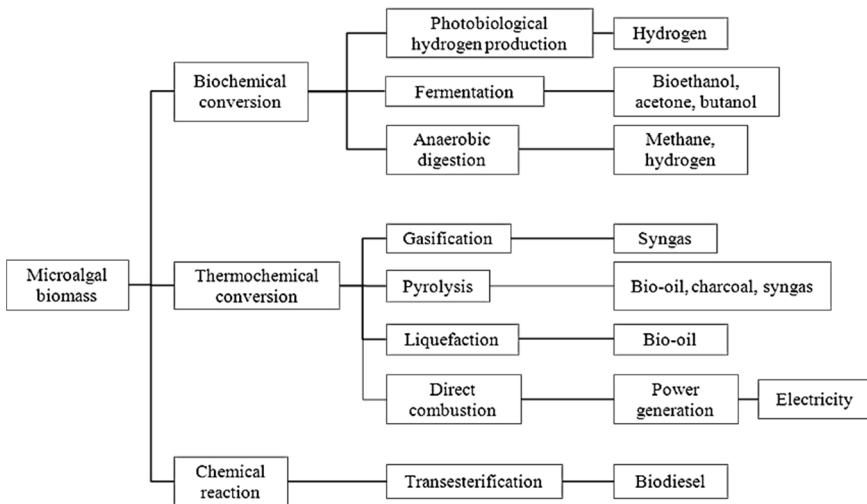 Microalgal
biomass
Biochemical
conversion
Photobiological
hydrogen production
Hydrogen
Fermentation
Bioethanol,
acetone, butanol
Anaerobic
digestion
Methane,
hydrogen
Thermochemical
conversion
Gasification
Syngas
Pyrolysis
Bio-oil, charcoal, syngas
Liquefaction
Bio-oil
Direct
combustion
Power
generation
Electricity
Chemical
reaction
Transesterification
Biodiesel